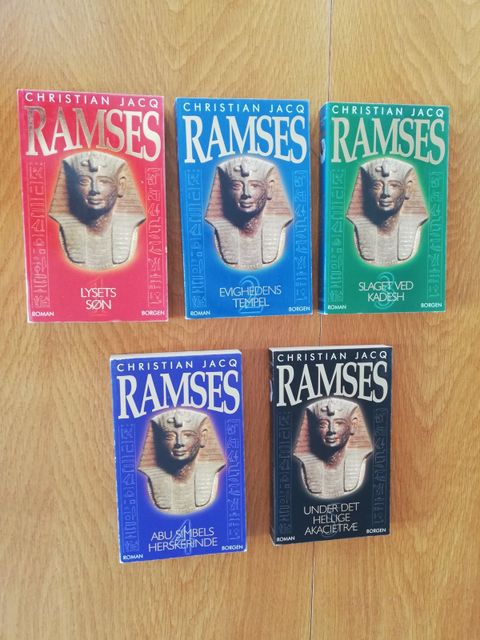 CHRISTIAN JACQ
RAMSES
LYSETS
SØN
ROMAN BORGEN
CHRISTIAN JACQ
RAMSES
2
EVIGHEDENS
TEMPEL
ROMAN BORGEN
CHRISTIAN JACQ
RAMSES
3
SLAGET VED
KADESH
ROMAN BORGEN
CHRISTIAN JACQ
RAMSES
4
ABU SIMBELS
HERSKERINDE
ROMAN BORGEN
CHRISTIAN JACQ
RAMSES
UNDER DET
HELLIGE
AKACIETRÆ
ROMAN BORGEN